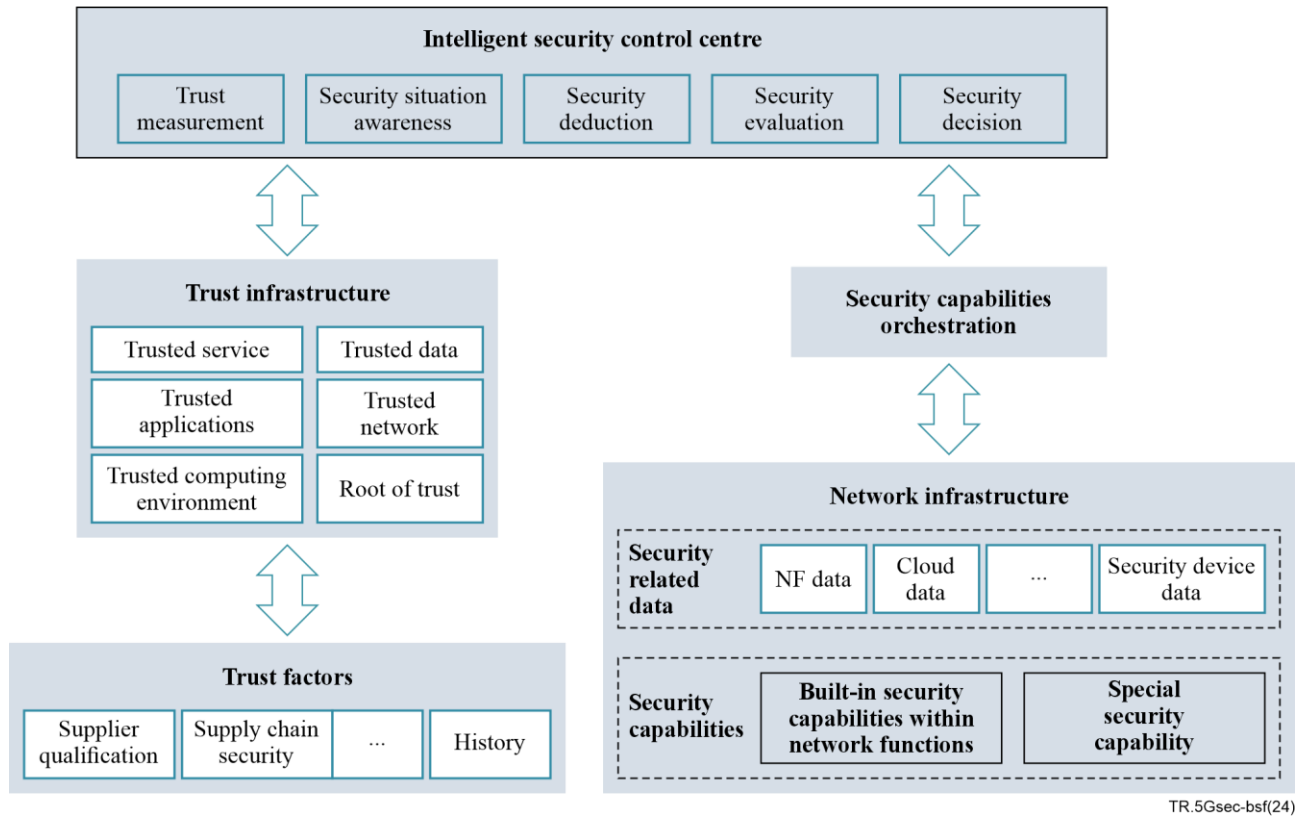 Intelligent security control centre
Trust
measurement
Security situation
awareness
Security
deduction
Security
evaluation
Security
decision
Trust infrastructure
Trusted service
Trusted data
Trusted
applications
Trusted
network
Trusted computing
environment
Root of trust
Trust factors
Supplier
qualification
Supply chain
security
...
History
Security capabilities
orchestration
Network infrastructure
Security
related
data
NF data
Cloud
data
...
Security device
data
Security
capabilities
Built-in security
capabilities within
network functions
Special
security
capability
TR.5Gsec-bsf(24)